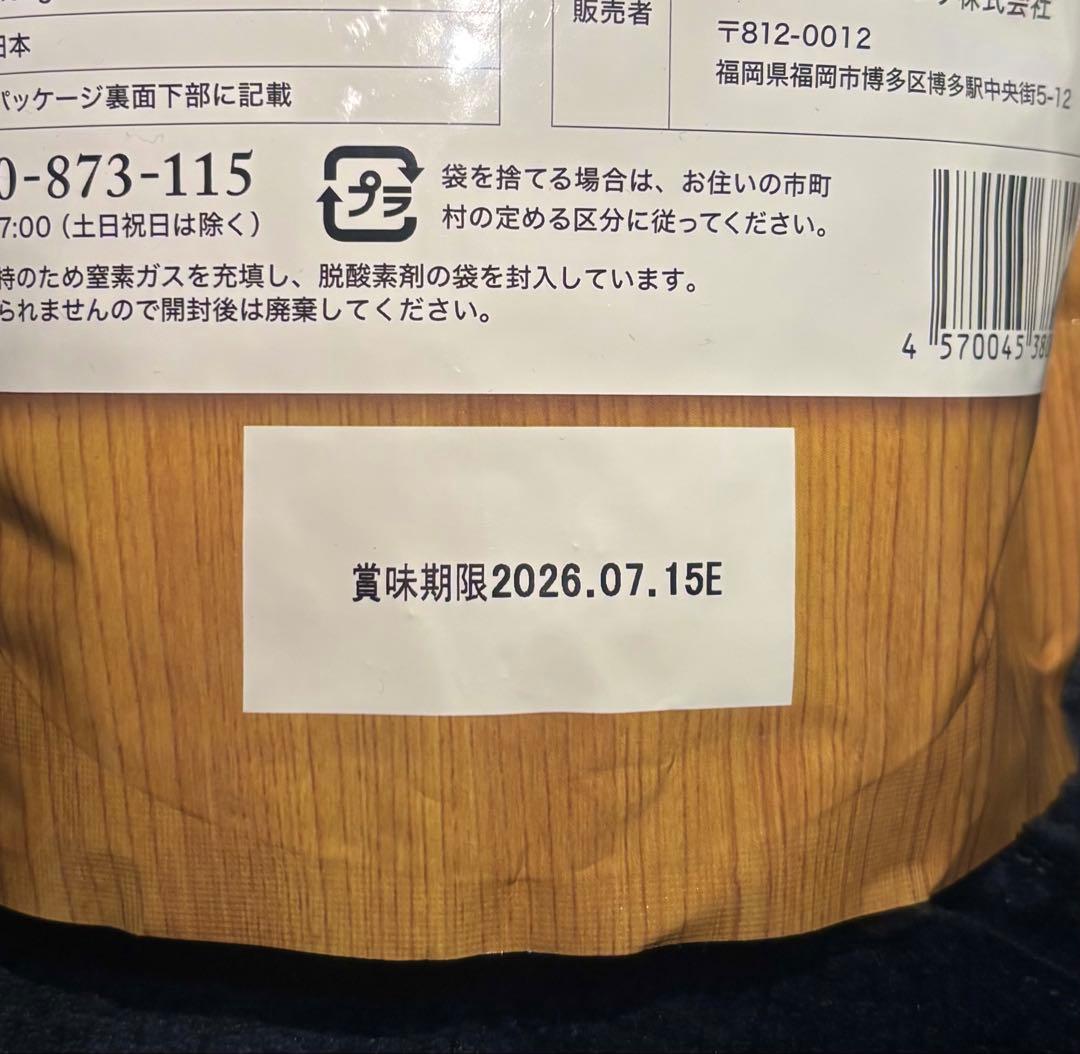 販売者
株式会社
〒812-0012
福岡県福岡市博多区博多駅中央街5-12
日本
パッケージ裏面下部に記載
0-873-115
7:00（土日祝日は除く）
プラ
袋を捨てる場合は、お住いの市町
村の定める区分に従ってください。
持のため窒素ガスを充填し、脱酸素剤の袋を封入しています。
られませんので開封後は廃棄してください。
4 570045 380
賞味期限2026.07.15E